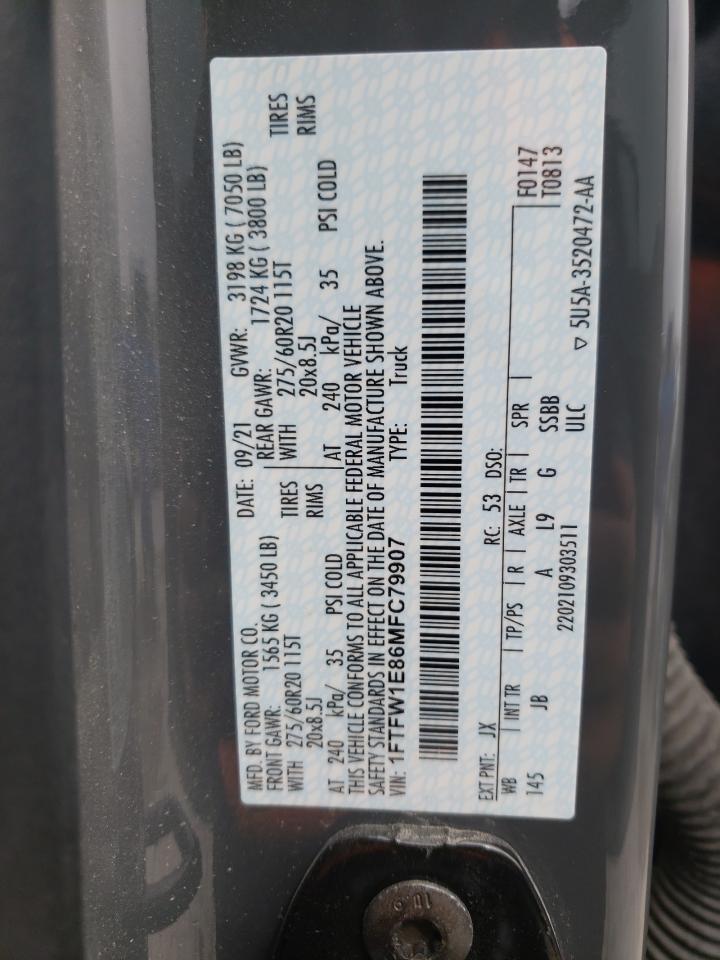 MFD. BY FORD MOTOR CO. DATE: 09/21 GVWR: 3198 KG ( 7050 LB)
FRONT GAWR: 1565 KG ( 3450 LB) REAR GAWR: 1724 KG ( 3800 LB)
WITH 275/60R20 115T TIRES WITH 275/60R20 115T TIRES
20x8.5J RIMS 20x8.5J RIMS
AT 240 kPa/ 35 PSI COLD AT 240 kPa/ 35 PSI COLD
THIS VEHICLE CONFORMS TO ALL APPLICABLE FEDERAL MOTOR VEHICLE
SAFETY STANDARDS IN EFFECT ON THE DATE OF MANUFACTURE SHOWN ABOVE.
VIN: 1FTFW1E86MFC79907 TYPE: Truck
EXT PNT: JX RC: 53 DSO: F0147
WB INT TR TP/PS R AXLE TR SPR T0813
145 JB A L9 G SSBB
2202109303511 ULC ▽ 5U5A-3520472-AA
10.9